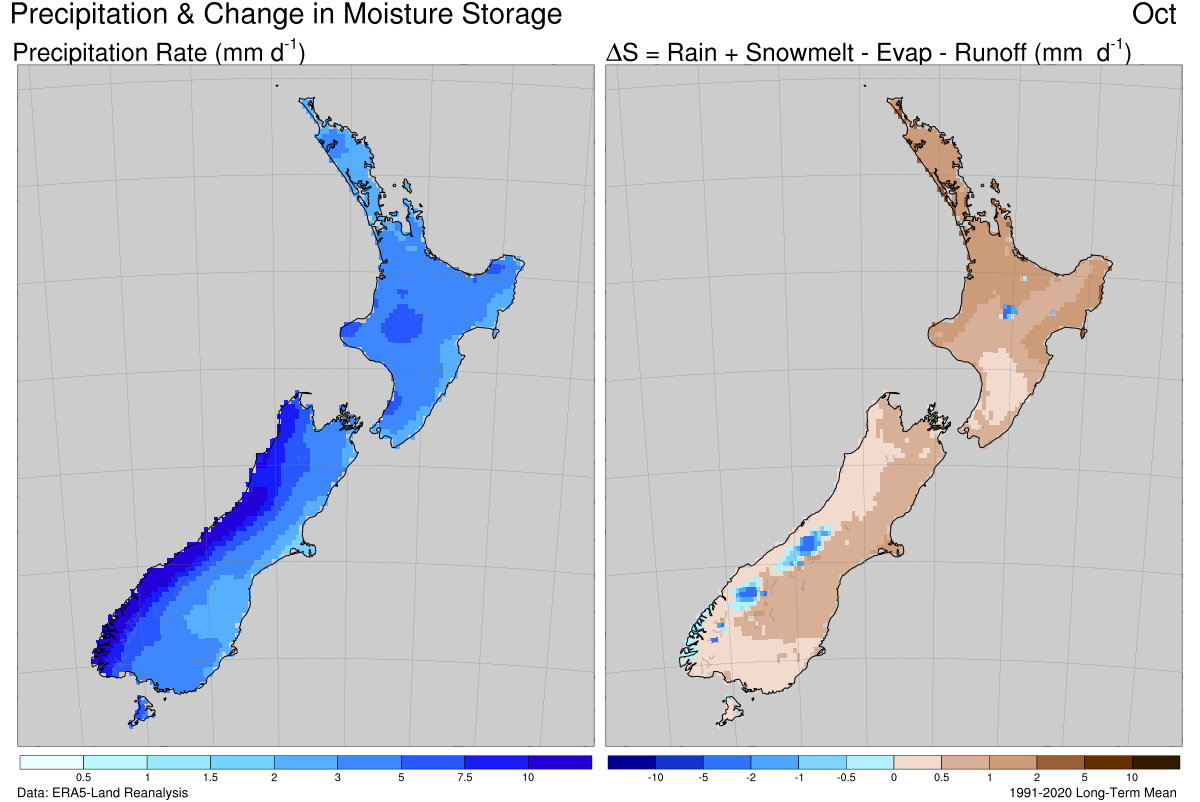 Precipitation & Change in Moisture Storage
Oct
Precipitation Rate (mm d⁻¹)
ΔS = Rain + Snowmelt - Evap - Runoff (mm d⁻¹)
0.5 1 1.5 2 3 5 7.5 10
-10 -5 -2 -1 -0.5 0 0.5 1 2 5 10
Data: ERA5-Land Reanalysis
1991-2020 Long-Term Mean